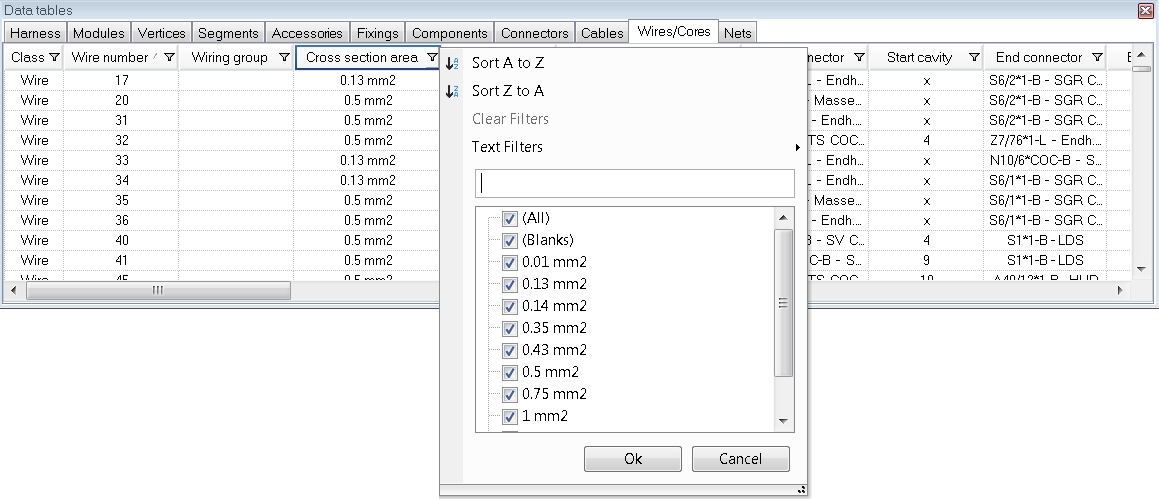 Data tables
Harness Modules Vertices Segments Accessories Fixings Components Connectors Cables Wires/Cores Nets
Class Wire number Wiring group Cross section area nector Start cavity End connector
Wire 17 0.13 mm2 L - Endh... x S6/2*1-B - SGR C...
Wire 20 0.5 mm2 - Masse... x S6/2*1-B - SGR C...
Wire 31 0.5 mm2 - Endh... x S6/2*1-B - SGR C...
Wire 32 0.5 mm2 TS COC... 4 Z7/76*1-L - Endh...
Wire 33 0.13 mm2 L - Endh... x N10/6*COC-B - S...
Wire 34 0.13 mm2 L - Endh... x S6/1*1-B - SGR C...
Wire 35 0.5 mm2 - Masse... x S6/1*1-B - SGR C...
Wire 36 0.5 mm2 - Endh... x S6/1*1-B - SGR C...
Wire 40 0.5 mm2 B - SV C... 4 S1*1-B - LDS
Wire 41 0.5 mm2 C-B - S... 9 S1*1-B - LDS
Wire 45 0.5 mm2 TS COC... 10 A40/12*1-B - HUD
Sort A to Z
Sort Z to A
Clear Filters
Text Filters
(All)
(Blanks)
0.01 mm2
0.13 mm2
0.14 mm2
0.35 mm2
0.43 mm2
0.5 mm2
0.75 mm2
1 mm2
Ok Cancel